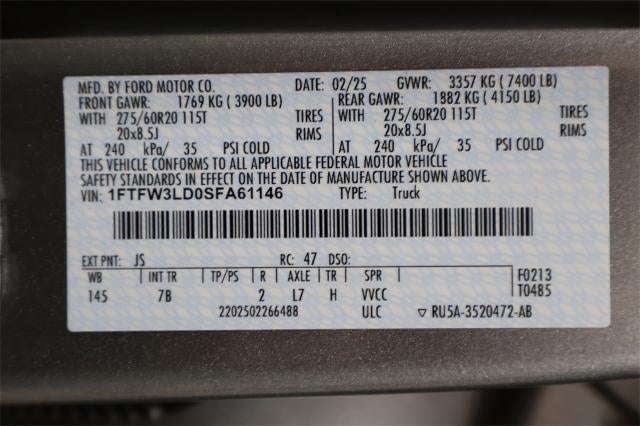 MFD. BY FORD MOTOR CO. DATE: 02/25 GVWR: 3357 KG ( 7400 LB)
FRONT GAWR: 1769 KG ( 3900 LB) REAR GAWR: 1882 KG ( 4150 LB)
WITH 275/60R20 115T TIRES WITH 275/60R20 115T TIRES
20x8.5J RIMS 20x8.5J RIMS
AT 240 kPa/ 35 PSI COLD AT 240 kPa/ 35 PSI COLD
THIS VEHICLE CONFORMS TO ALL APPLICABLE FEDERAL MOTOR VEHICLE
SAFETY STANDARDS IN EFFECT ON THE DATE OF MANUFACTURE SHOWN ABOVE.
VIN: 1FTFW3LD0SFA61146 TYPE: Truck
EXT PNT: JS RC: 47 DSO:
WB INT TR TP/PS R AXLE TR SPR F0213
145 7B 2 L7 H VVCC T0485
2202502266488 ULC ▽ RU5A-3520472-AB